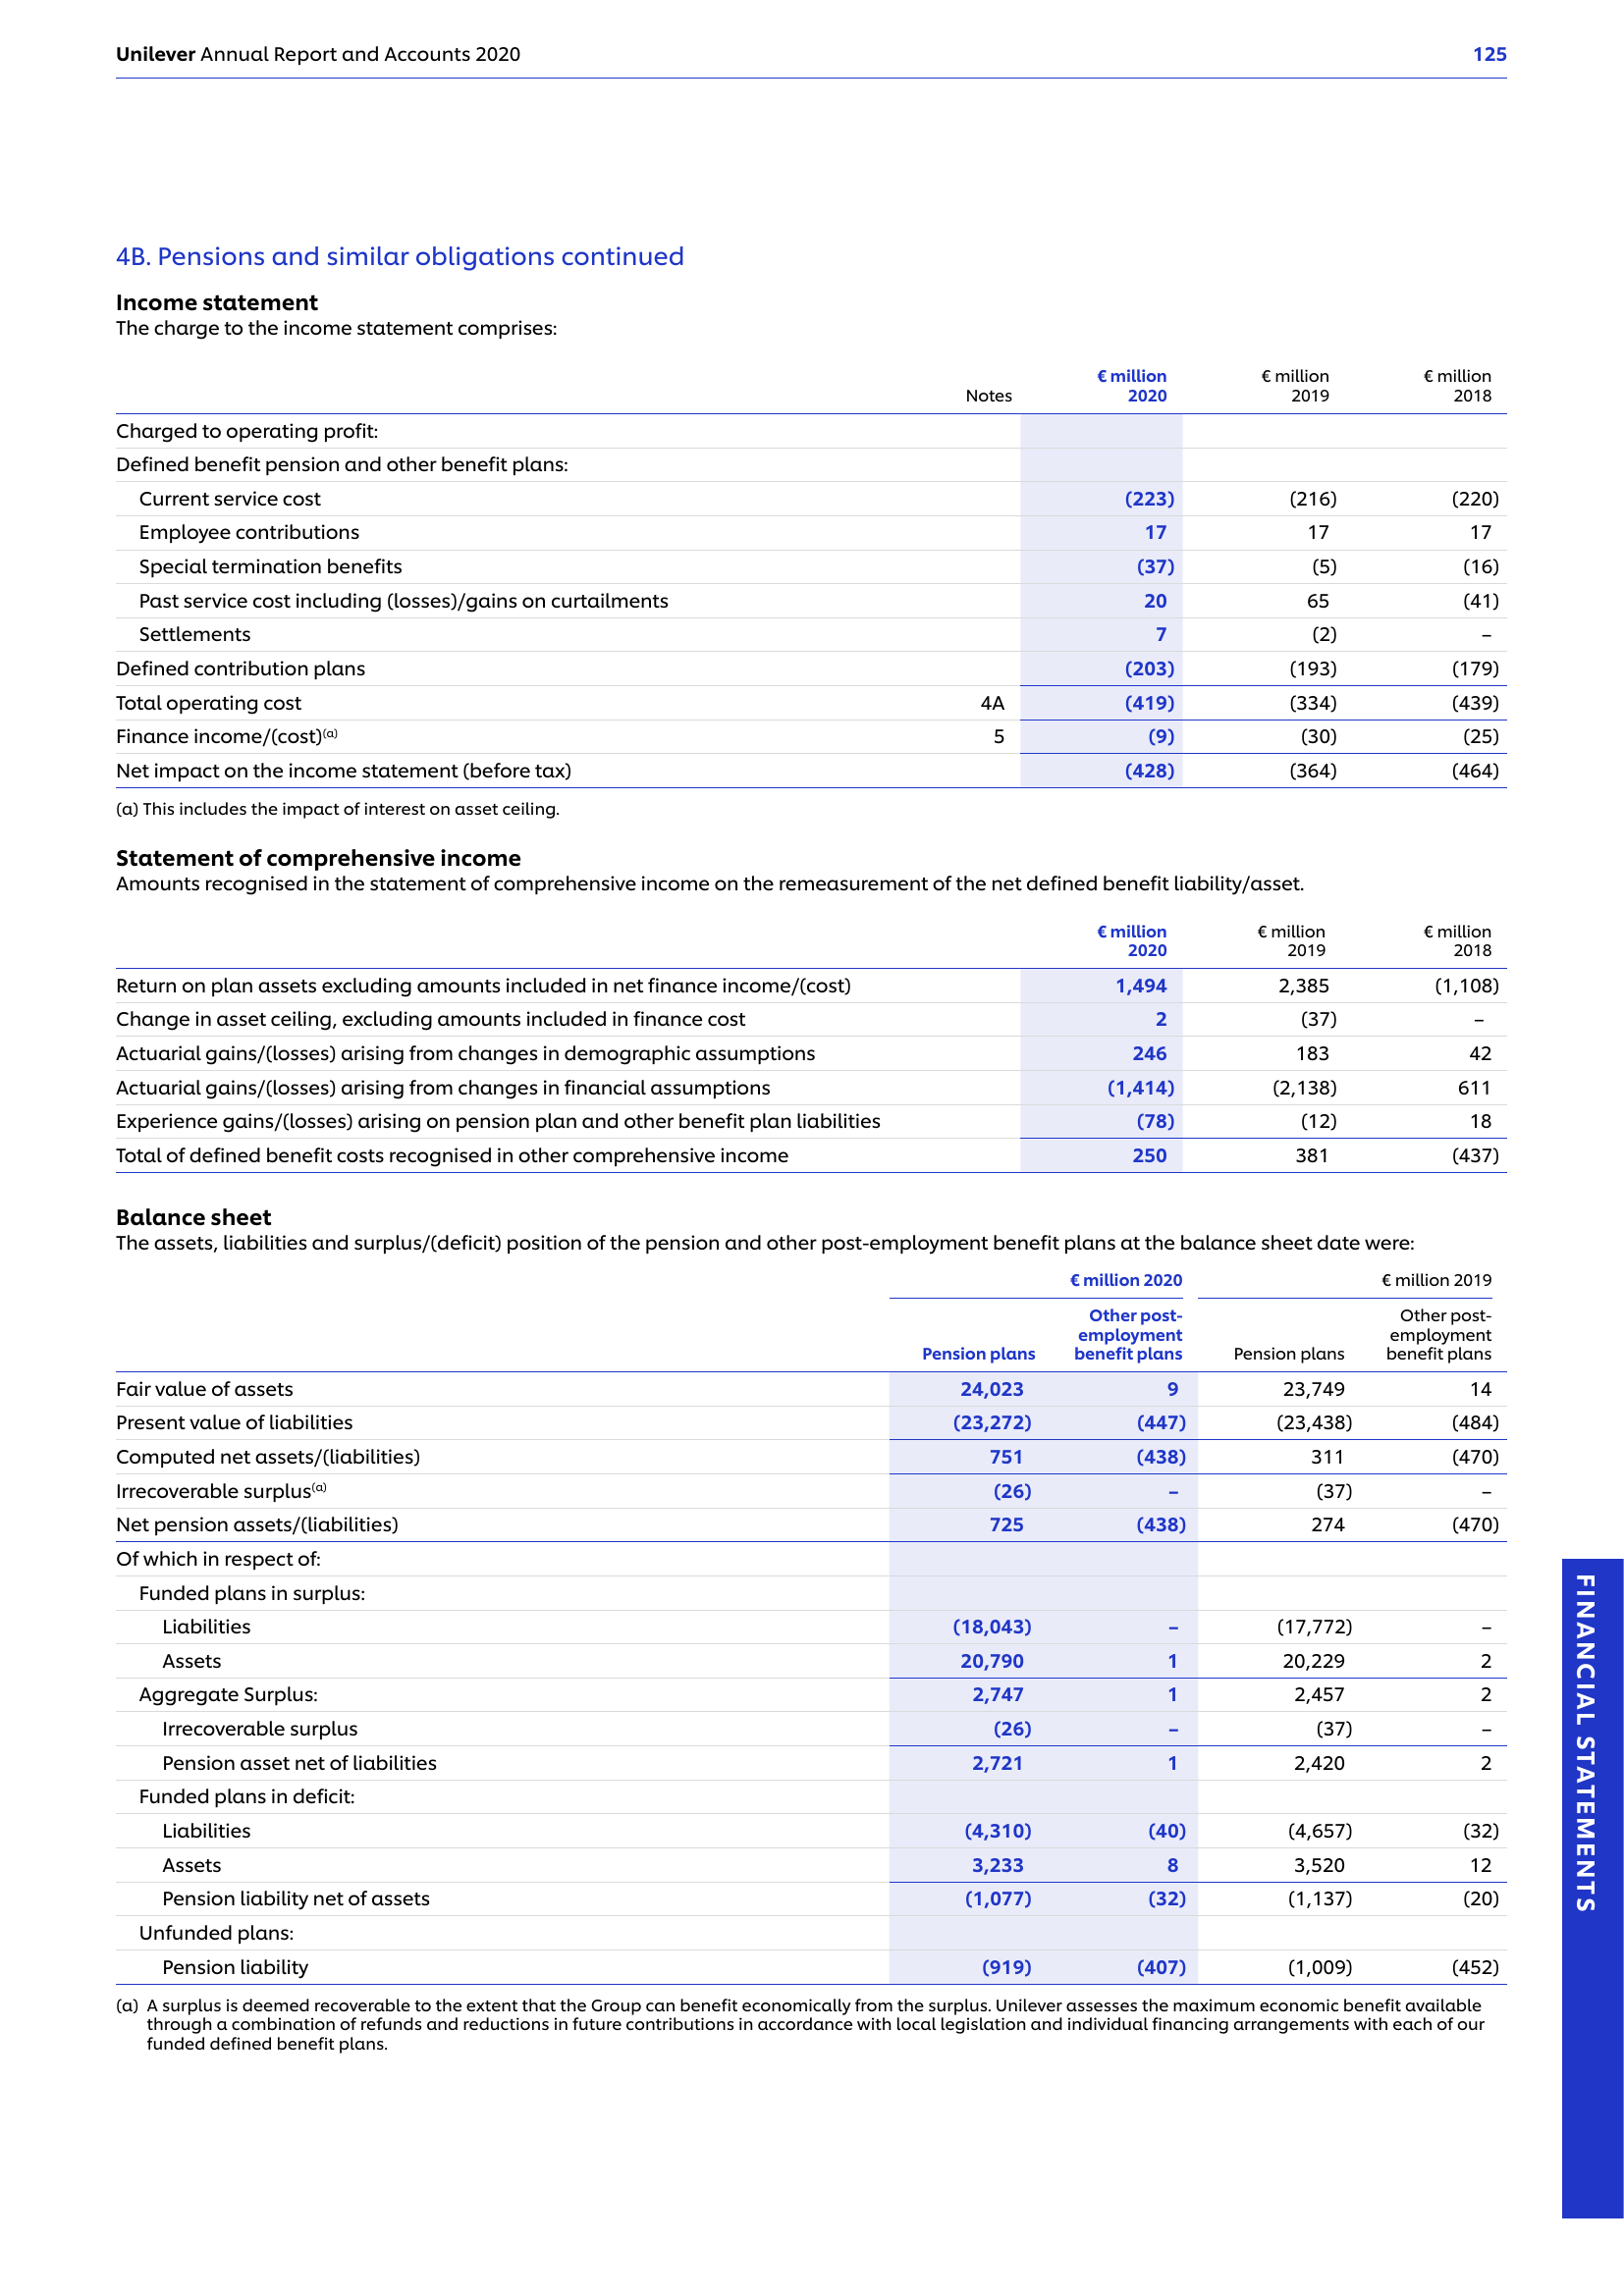 Unilever Annual Report and Accounts 2020 125
4B. Pensions and similar obligations continued
Income statement
The charge to the income statement comprises:
€ million € million € million
Notes 2020 2019 2018
Charged to operating profit:
Defined benefit pension and other benefit plans:
Current service cost (223) (216) (220)
Employee contributions 17 17 17
Special termination benefits (37) (5) (16)
Past service cost including (losses)/gains on curtailments 20 65 (41)
Settlements 7 (2) –
Defined contribution plans (203) (193) (179)
Total operating cost 4A (419) (334) (439)
Finance income/(cost)(a) 5 (9) (30) (25)
Net impact on the income statement (before tax) (428) (364) (464)
(a) This includes the impact of interest on asset ceiling.
Statement of comprehensive income
Amounts recognised in the statement of comprehensive income on the remeasurement of the net defined benefit liability/asset.
€ million € million € million
2020 2019 2018
Return on plan assets excluding amounts included in net finance income/(cost) 1,494 2,385 (1,108)
Change in asset ceiling, excluding amounts included in finance cost 2 (37) –
Actuarial gains/(losses) arising from changes in demographic assumptions 246 183 42
Actuarial gains/(losses) arising from changes in financial assumptions (1,414) (2,138) 611
Experience gains/(losses) arising on pension plan and other benefit plan liabilities (78) (12) 18
Total of defined benefit costs recognised in other comprehensive income 250 381 (437)
Balance sheet
The assets, liabilities and surplus/(deficit) position of the pension and other post-employment benefit plans at the balance sheet date were:
€ million 2020 € million 2019
Other post- Other post-
employment employment
Pension plans benefit plans Pension plans benefit plans
Fair value of assets 24,023 9 23,749 14
Present value of liabilities (23,272) (447) (23,438) (484)
Computed net assets/(liabilities) 751 (438) 311 (470)
Irrecoverable surplus(a) (26) – (37) –
Net pension assets/(liabilities) 725 (438) 274 (470)
Of which in respect of:
Funded plans in surplus:
Liabilities (18,043) – (17,772) –
Assets 20,790 1 20,229 2
Aggregate Surplus: 2,747 1 2,457 2
Irrecoverable surplus (26) – (37) –
Pension asset net of liabilities 2,721 1 2,420 2
Funded plans in deficit:
Liabilities (4,310) (40) (4,657) (32)
Assets 3,233 8 3,520 12
Pension liability net of assets (1,077) (32) (1,137) (20)
Unfunded plans:
Pension liability (919) (407) (1,009) (452)
(a) A surplus is deemed recoverable to the extent that the Group can benefit economically from the surplus. Unilever assesses the maximum economic benefit available
through a combination of refunds and reductions in future contributions in accordance with local legislation and individual financing arrangements with each of our
funded defined benefit plans.
FINANCIAL STATEMENTS